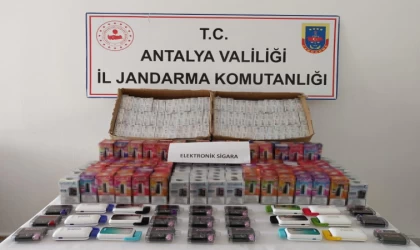 T.C.
ANTALYA VALİLİĞİ
İL JANDARMA KOMUTANLIĞI
ELEKTRONİK SİGARA